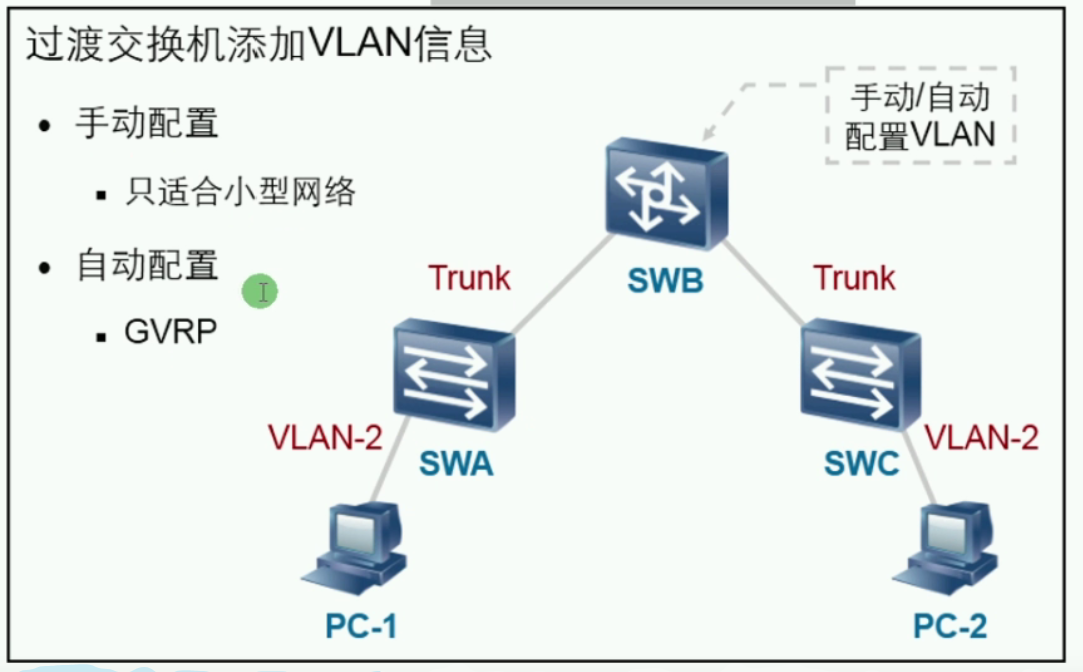 过渡交换机添加VLAN信息
• 手动配置
▪ 只适合小型网络
• 自动配置
▪ GVRP
手动/自动
配置VLAN
Trunk
SWB
Trunk
VLAN-2
SWA
SWC
VLAN-2
PC-1
PC-2